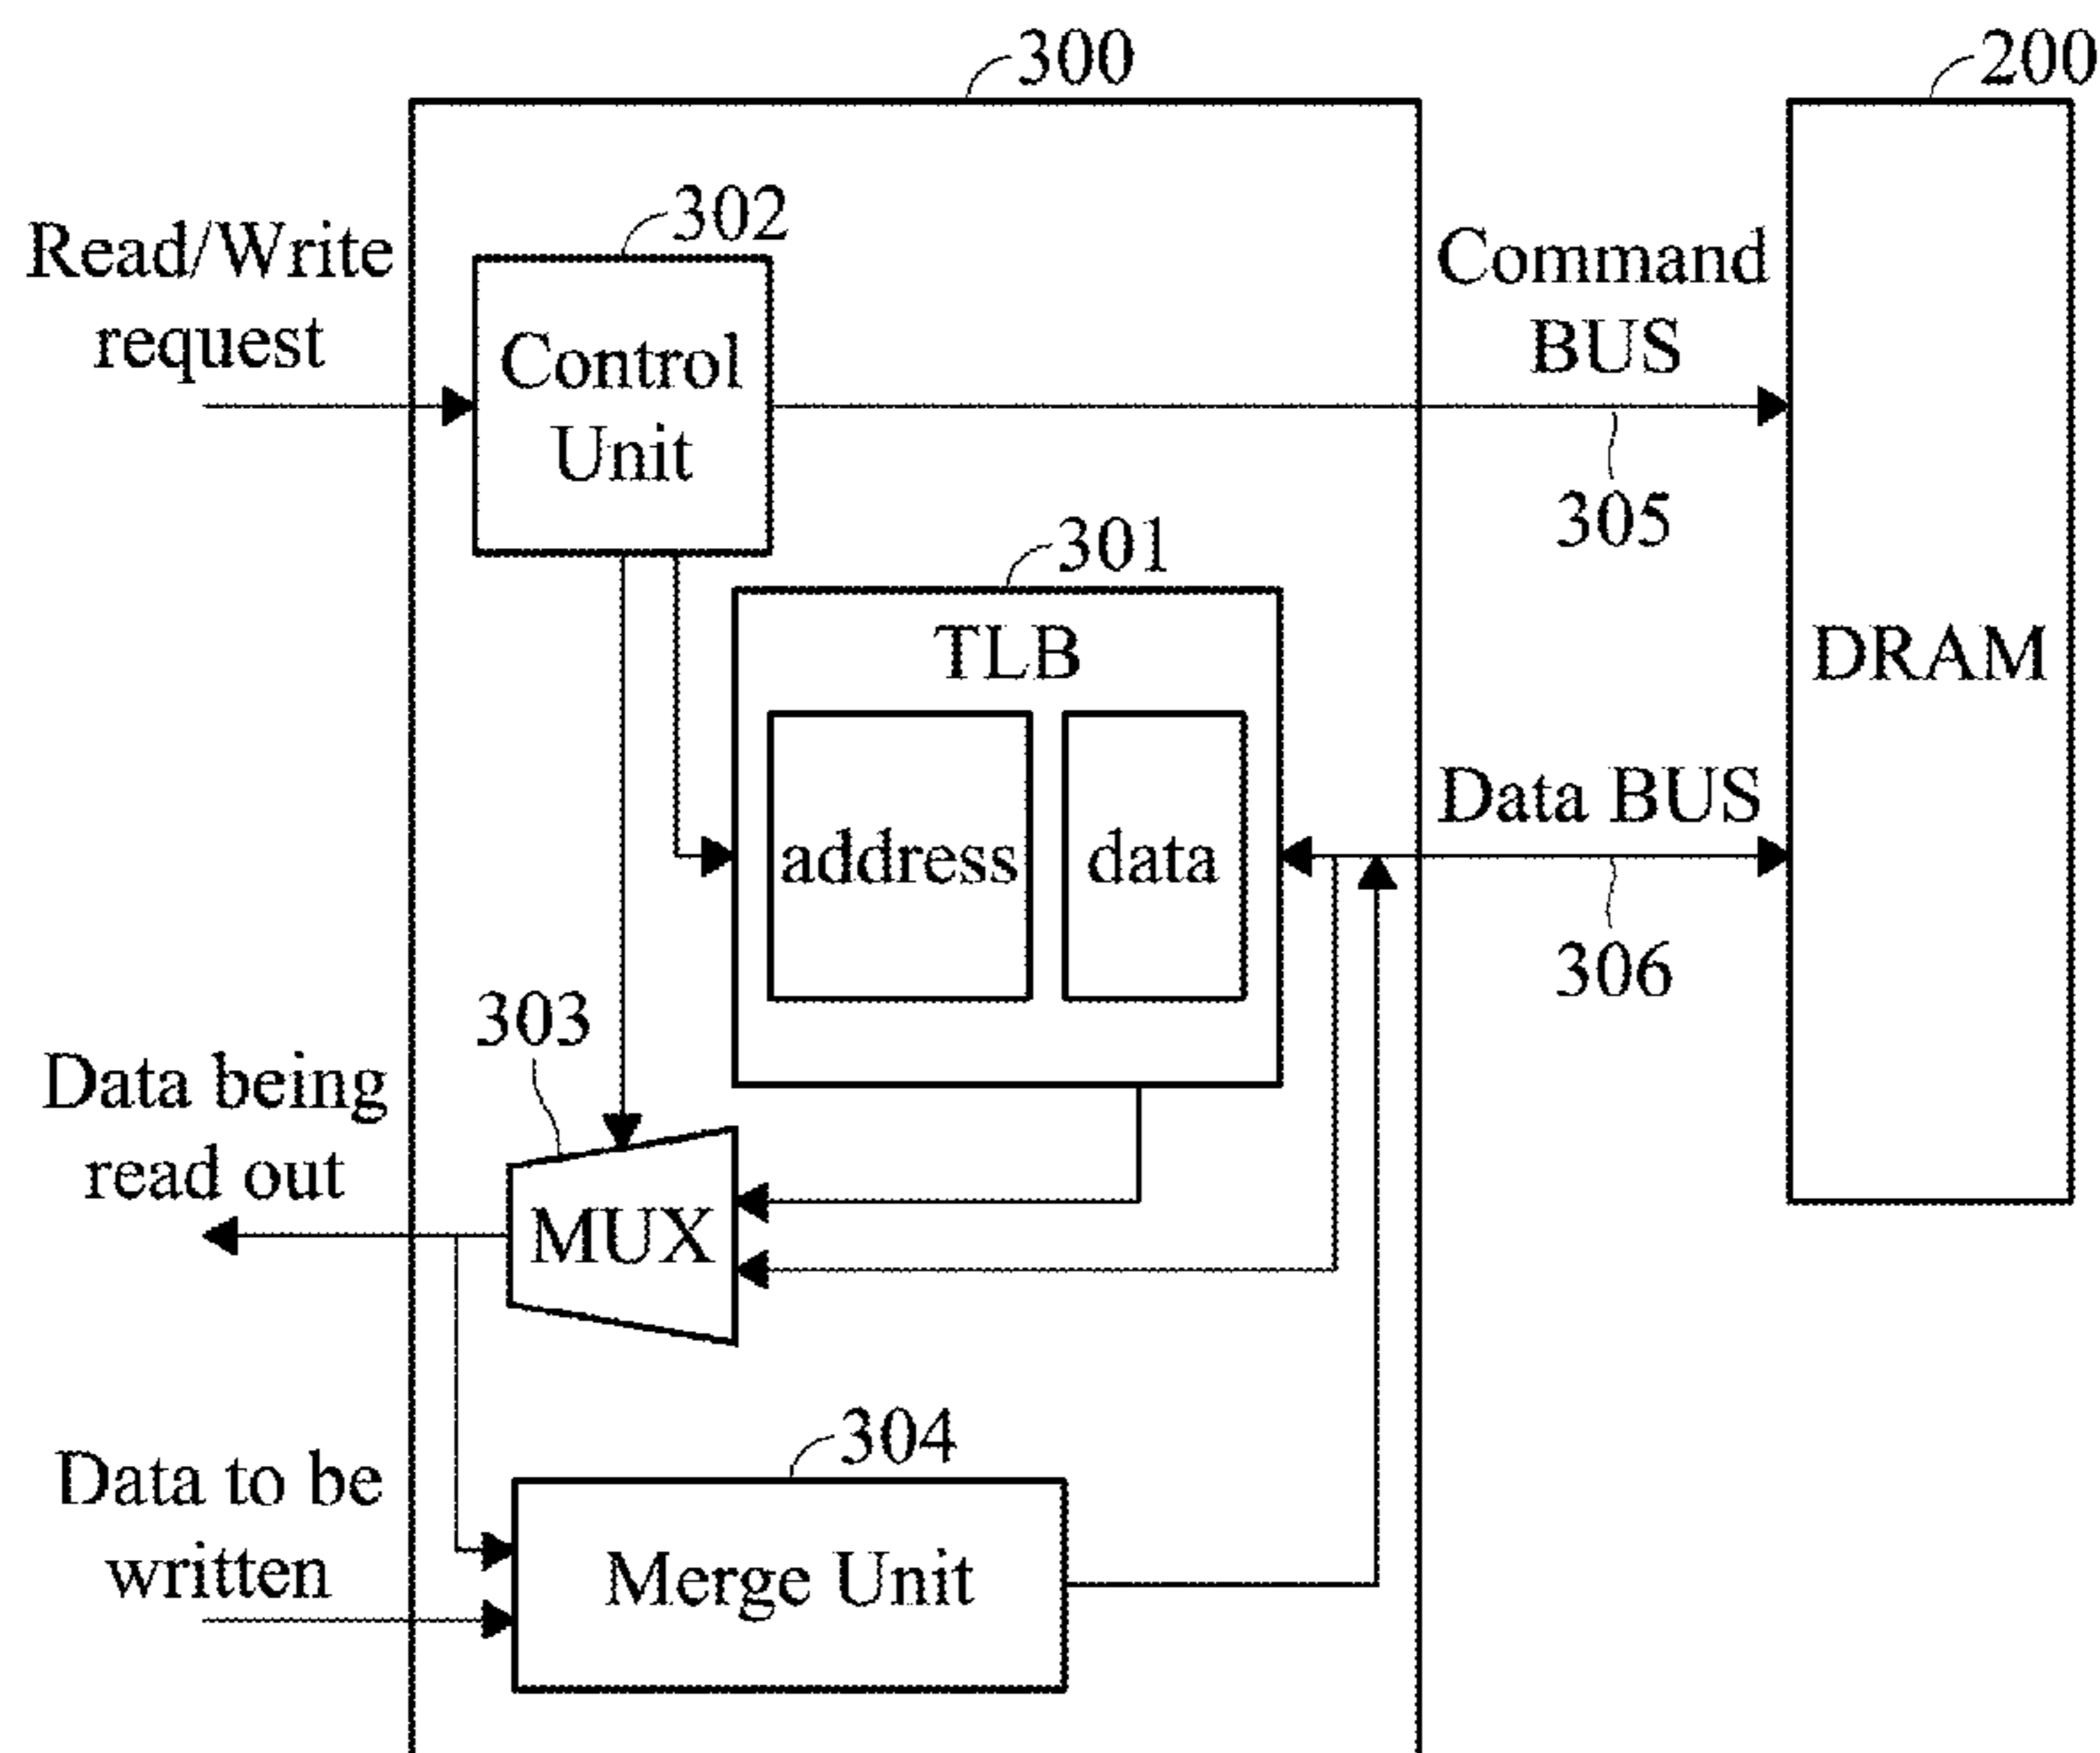 300
200
302
Read/Write
request
Control
Unit
Command
BUS
305
301
TLB
address
data
DRAM
Data BUS
306
303
Data being
read out
MUX
304
Data to be
written
Merge Unit